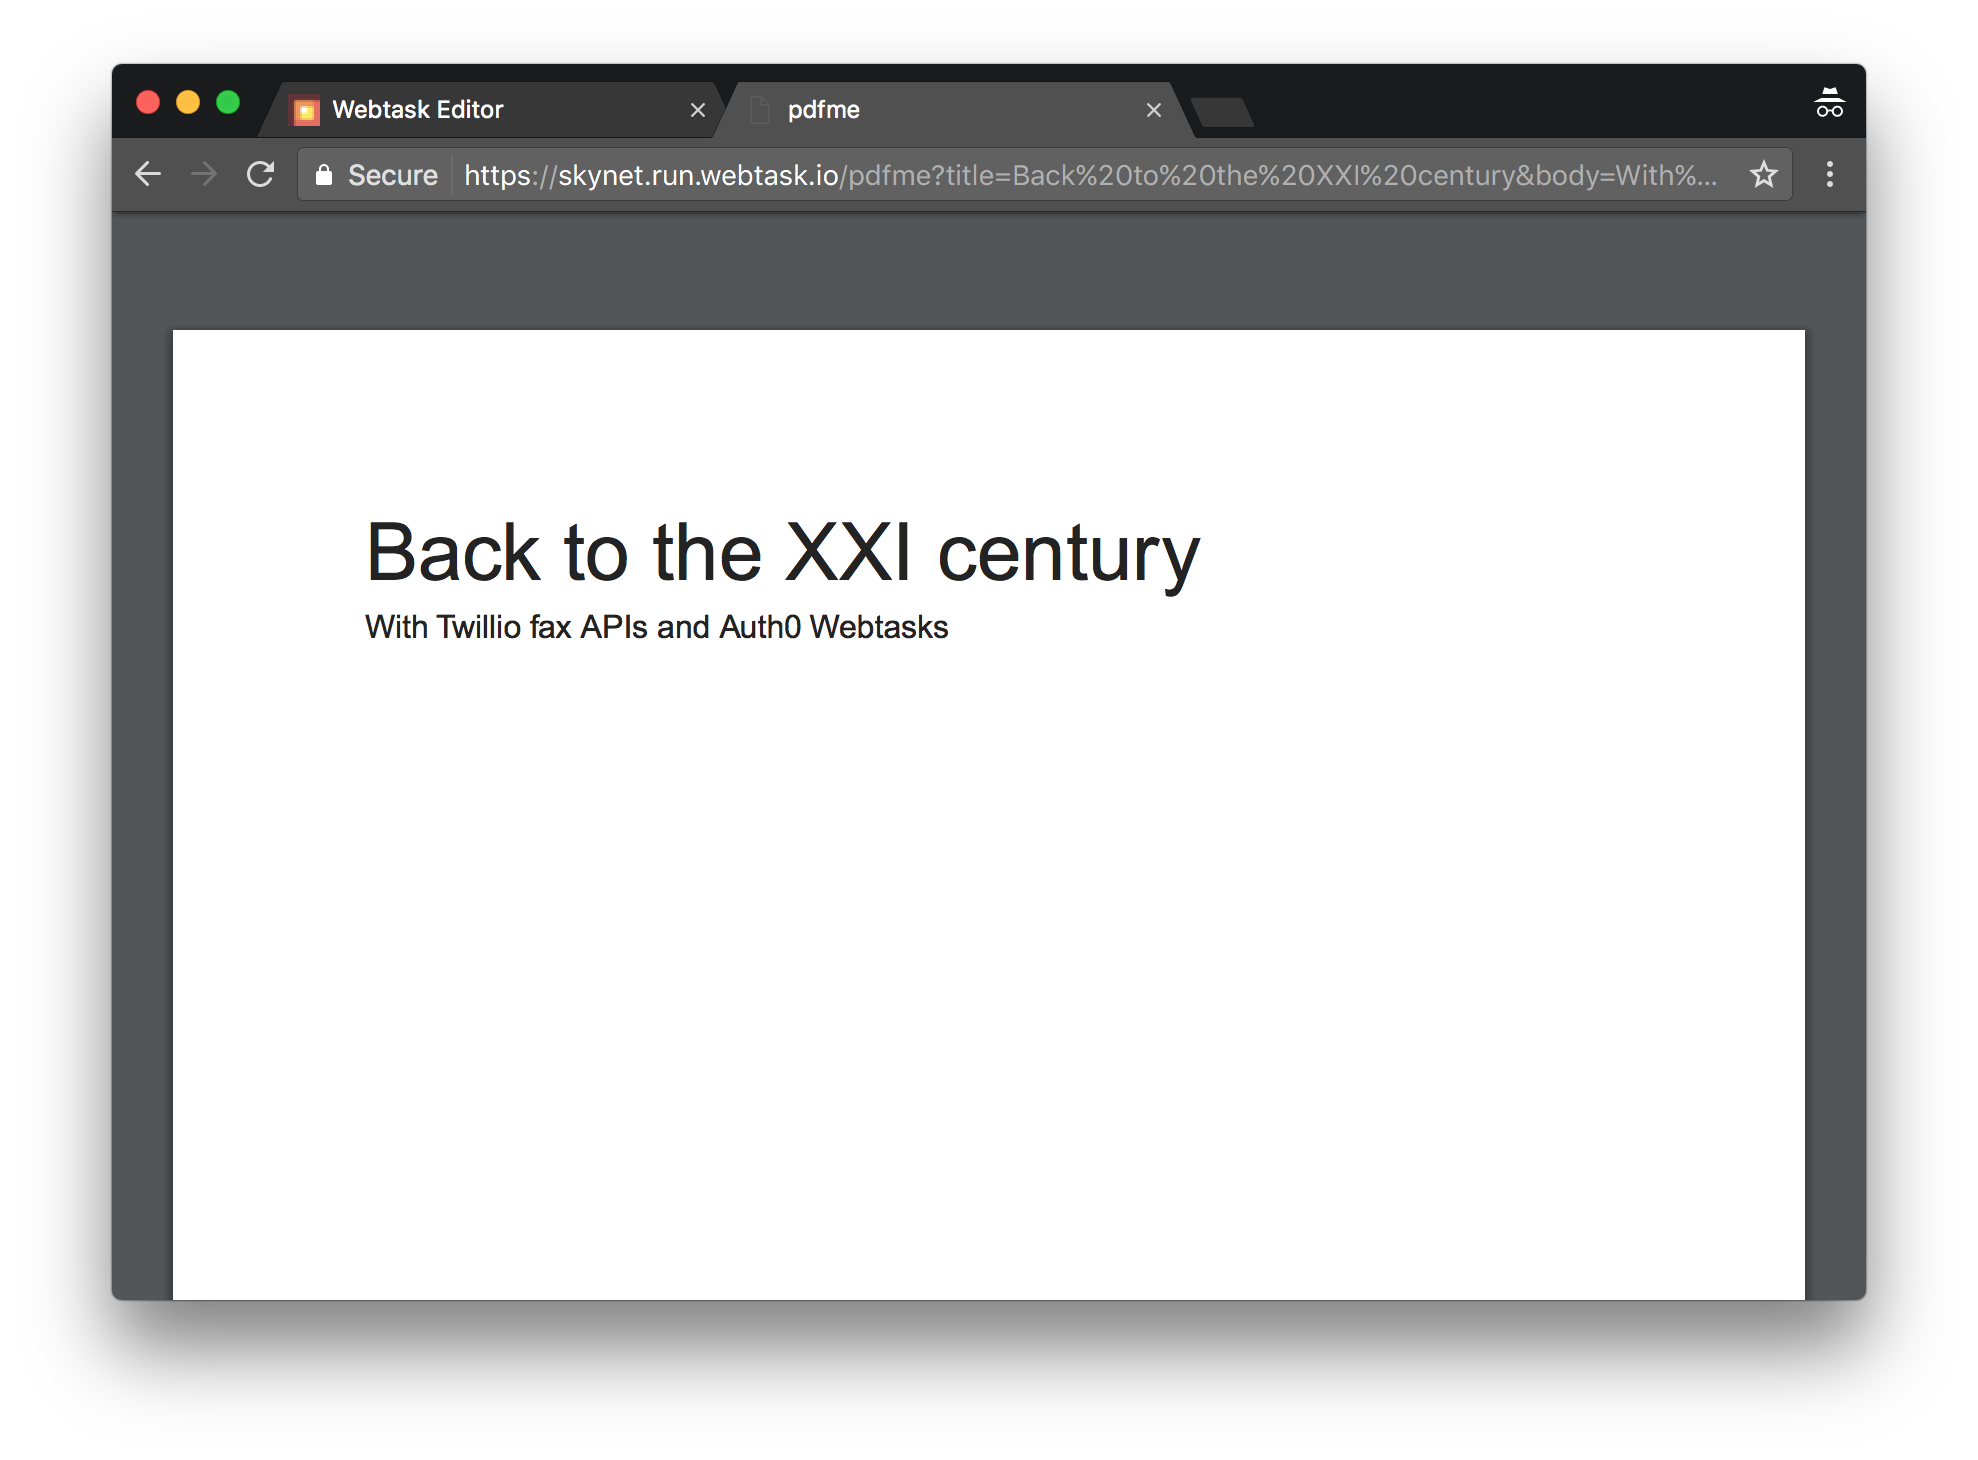 Webtask Editor
pdfme
Secure
https://skynet.run.webtask.io/pdfme?title=Back%20to%20the%20XXI%20century&body=With%...
Back to the XXI century
With Twillio fax APIs and Auth0 Webtasks